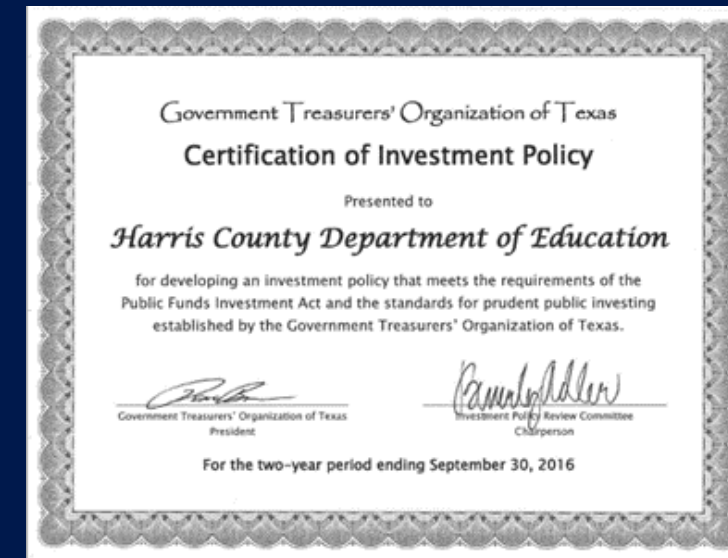 Government Treasurers' Organization of Texas
Certification of Investment Policy
Presented to
Harris County Department of Education
for developing an investment policy that meets the requirements of the
Public Funds Investment Act and the standards for prudent public investing
established by the Government Treasurers' Organization of Texas.
Beverly Adler
Government Treasurers' Organization of Texas
President
Investment Policy Review Committee
Chairperson
For the two-year period ending September 30, 2016